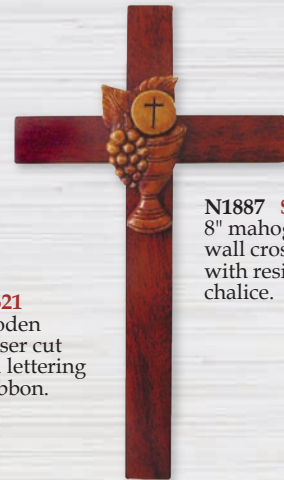 N1887
8" mahog
wall cros
with resi
chalice.
21
oden
ser cut
lettering
bbon.